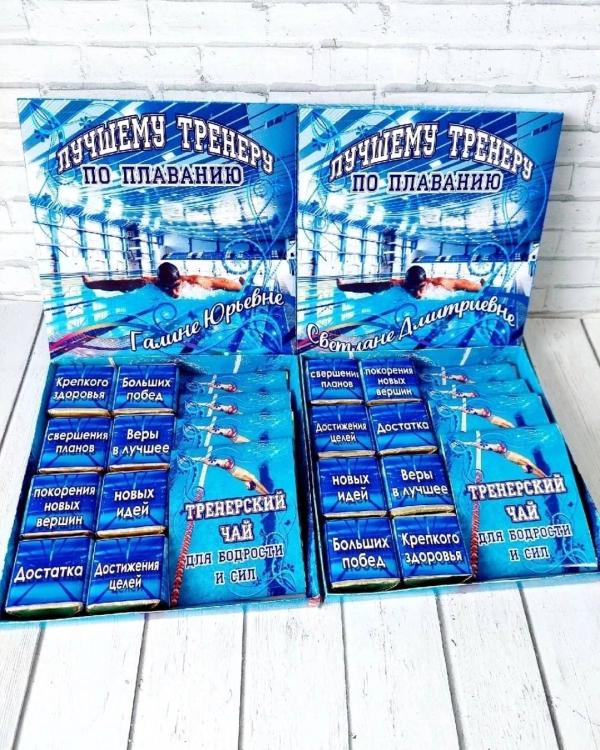 ЛУЧШЕМУ ТРЕНЕРУ
ПО ПЛАВАНИЮ
Галине Юрьевне
Крепкого
здоровья
Больших
побед
свершения
планов
Веры
в лучшее
покорения
новых
вершин
новых
идей
Достатка
Достижения
целей
ТРЕНЕРСКИЙ
ЧАЙ
ДЛЯ БОДРОСТИ
И СИЛ
ЛУЧШЕМУ ТРЕНЕРУ
ПО ПЛАВАНИЮ
Светлане Дмитриевне
свершения
планов
покорения
новых
вершин
Достижения
целей
Достатка
новых
идей
Веры
в лучшее
Больших
побед
Крепкого
здоровья
ТРЕНЕРСКИЙ
ЧАЙ
ДЛЯ БОДРОСТИ
И СИЛ